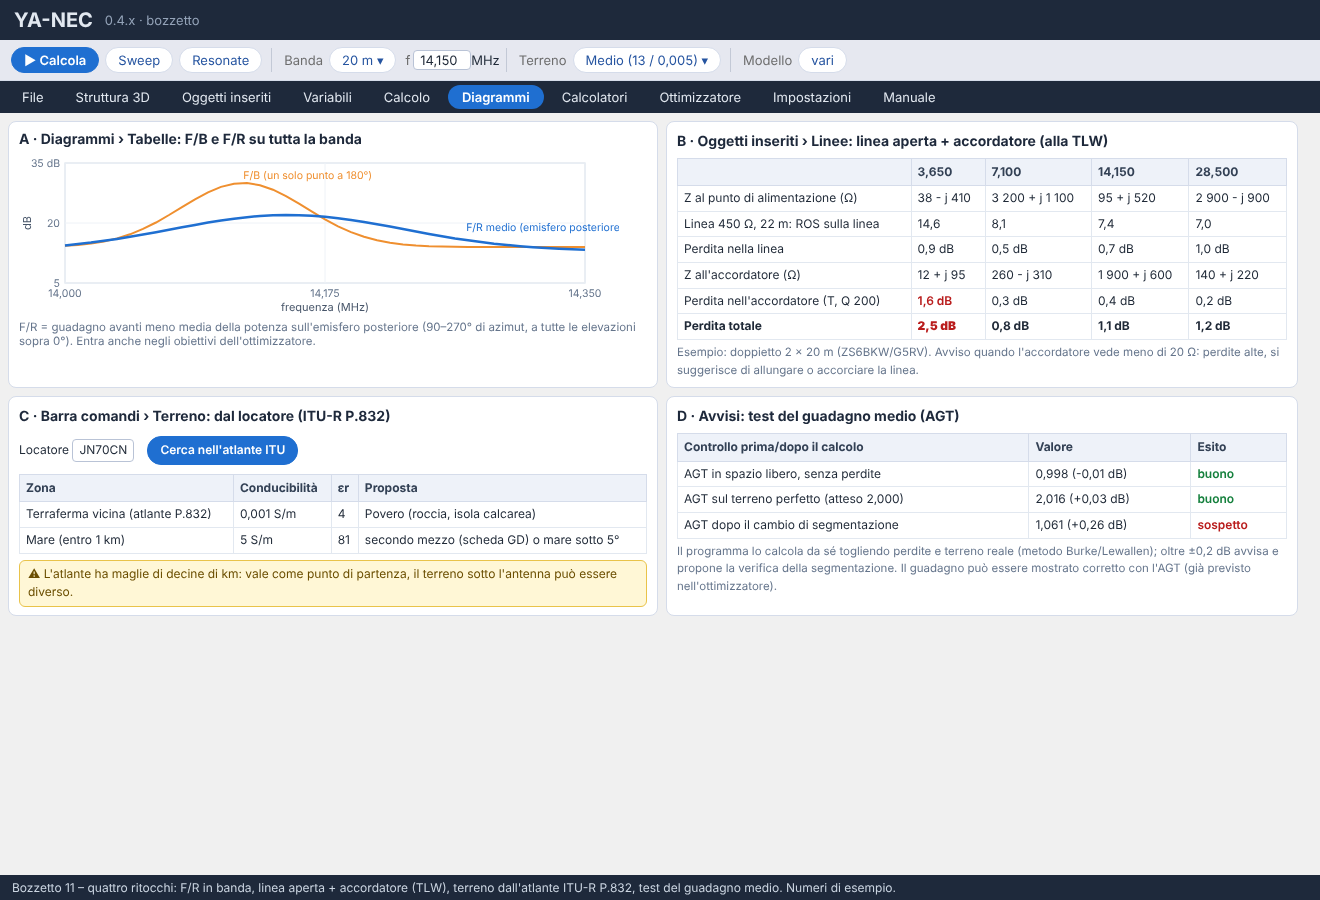 YA-NEC 0.4.x · bozzetto
▶ Calcola Sweep Resonate Banda 20 m ▾ f 14,150 MHz Terreno Medio (13 / 0,005) ▾ Modello vari
File Struttura 3D Oggetti inseriti Variabili Calcolo Diagrammi Calcolatori Ottimizzatore Impostazioni Manuale
A · Diagrammi › Tabelle: F/B e F/R su tutta la banda
35 dB
F/B (un solo punto a 180°)
dB
20
F/R medio (emisfero posteriore
5
14,000 14,175 14,350
frequenza (MHz)
F/R = guadagno avanti meno media della potenza sull'emisfero posteriore (90–270° di azimut, a tutte le elevazioni
sopra 0°). Entra anche negli obiettivi dell'ottimizzatore.
B · Oggetti inseriti › Linee: linea aperta + accordatore (alla TLW)
3,650 7,100 14,150 28,500
Z al punto di alimentazione (Ω) 38 - j 410 3 200 + j 1 100 95 + j 520 2 900 - j 900
Linea 450 Ω, 22 m: ROS sulla linea 14,6 8,1 7,4 7,0
Perdita nella linea 0,9 dB 0,5 dB 0,7 dB 1,0 dB
Z all'accordatore (Ω) 12 + j 95 260 - j 310 1 900 + j 600 140 + j 220
Perdita nell'accordatore (T, Q 200) 1,6 dB 0,3 dB 0,4 dB 0,2 dB
Perdita totale 2,5 dB 0,8 dB 1,1 dB 1,2 dB
Esempio: doppietto 2 × 20 m (ZS6BKW/G5RV). Avviso quando l'accordatore vede meno di 20 Ω: perdite alte, si
suggerisce di allungare o accorciare la linea.
C · Barra comandi › Terreno: dal locatore (ITU-R P.832)
Locatore JN70CN Cerca nell'atlante ITU
Zona Conducibilità εr Proposta
Terraferma vicina (atlante P.832) 0,001 S/m 4 Povero (roccia, isola calcarea)
Mare (entro 1 km) 5 S/m 81 secondo mezzo (scheda GD) o mare sotto 5°
⚠ L'atlante ha maglie di decine di km: vale come punto di partenza, il terreno sotto l'antenna può essere
diverso.
D · Avvisi: test del guadagno medio (AGT)
Controllo prima/dopo il calcolo Valore Esito
AGT in spazio libero, senza perdite 0,998 (-0,01 dB) buono
AGT sul terreno perfetto (atteso 2,000) 2,016 (+0,03 dB) buono
AGT dopo il cambio di segmentazione 1,061 (+0,26 dB) sospetto
Il programma lo calcola da sé togliendo perdite e terreno reale (metodo Burke/Lewallen); oltre ±0,2 dB avvisa e
propone la verifica della segmentazione. Il guadagno può essere mostrato corretto con l'AGT (già previsto
nell'ottimizzatore).
Bozzetto 11 – quattro ritocchi: F/R in banda, linea aperta + accordatore (TLW), terreno dall'atlante ITU-R P.832, test del guadagno medio. Numeri di esempio.